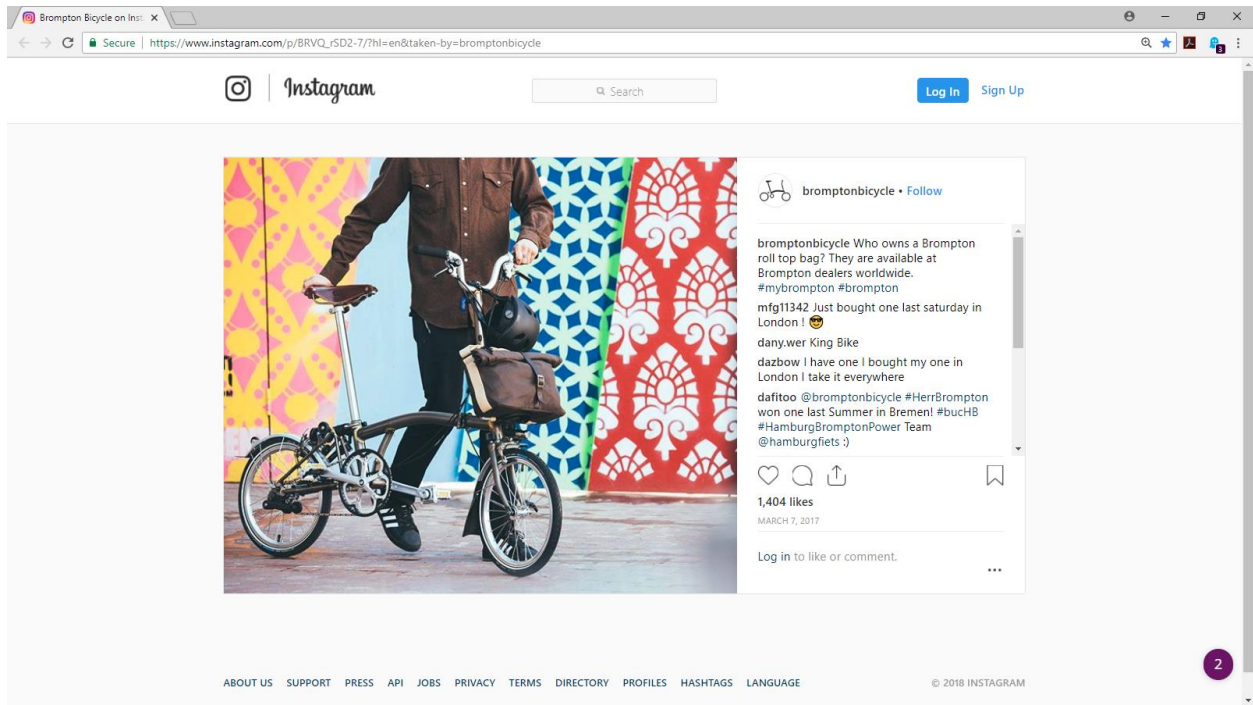 Brompton Bicycle on Inst
Secure | https://www.instagram.com/p/BRVQ_rSD2-7/?hl=en&taken-by=bromptonbicycle
3
Instagram
Search
Log In
Sign Up
bromptonbicycle • Follow
bromptonbicycle Who owns a Brompton
roll top bag? They are available at
Brompton dealers worldwide.
#mybrompton #brompton
mfg11342 Just bought one last saturday in
London ! 😎
dany.wer King Bike
dazbow I have one I bought my one in
London I take it everywhere
dafitoo @bromptonbicycle #HerrBrompton
won one last Summer in Bremen! #bucHB
#HamburgBromptonPower Team
@hamburgfiets :)
1,404 likes
MARCH 7, 2017
Log in to like or comment.
2
ABOUT US SUPPORT PRESS API JOBS PRIVACY TERMS DIRECTORY PROFILES HASHTAGS LANGUAGE © 2018 INSTAGRAM